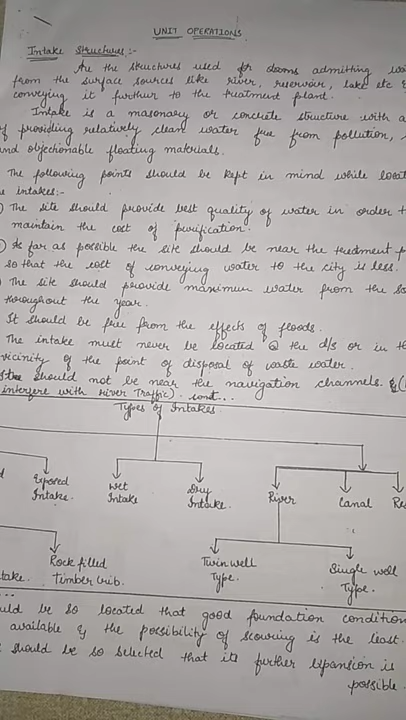 UNIT OPERATIONS
Intake Structures:-
Are the structures used for admitting
from the surface sources like river, reservoir, lake etc &
conveying it further to the treatment plant.
Intake is a masonary or concrete structure with a
of providing relatively clean water free from pollution,
and objectionable floating materials.
The following points should be kept in mind while locat
intakes:-
The site should provide best quality of water in order t
maintain the cost of purification.
As far as possible the site should be near the treatment p
so that the cost of conveying water to the city is less.
The site should provide maximum water from the so
throughout the year.
It should be free from the effects of floods.
The intake must never be located @ the d/s or in th
vicinity of the point of disposal of waste water.
should not be near the navigation channels.
interfere with river Traffic). cont...
Types of Intakes
Exposed Intake.
Wet Intake
Dry Intake.
River
Canal
Re
take.
Rock filled Timber crib.
Twin well Type.
Single well Type.
uld be so located that good foundation condition
available & the possibility of scouring is the least.
should be so selected that its further expansion is
possible.